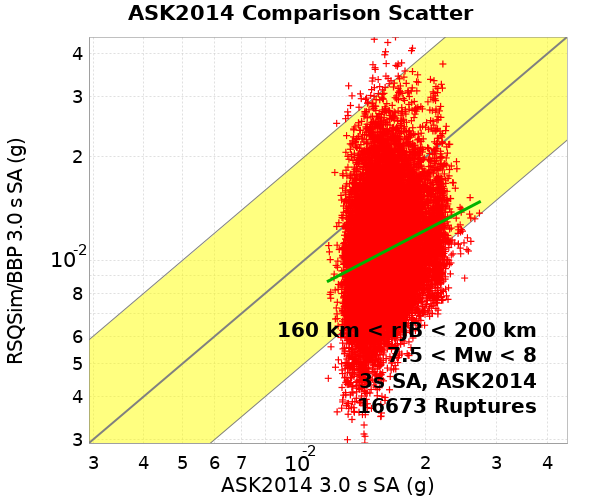 ASK2014 Comparison Scatter
RSQSim/BBP 3.0 s SA (g)
4
3
2
10-2
8
6
5
4
3
160 km < rJB < 200 km
7.5 < Mw < 8
3s SA, ASK2014
16673 Ruptures
3 4 5 6 7 10-2 2 3 4
ASK2014 3.0 s SA (g)